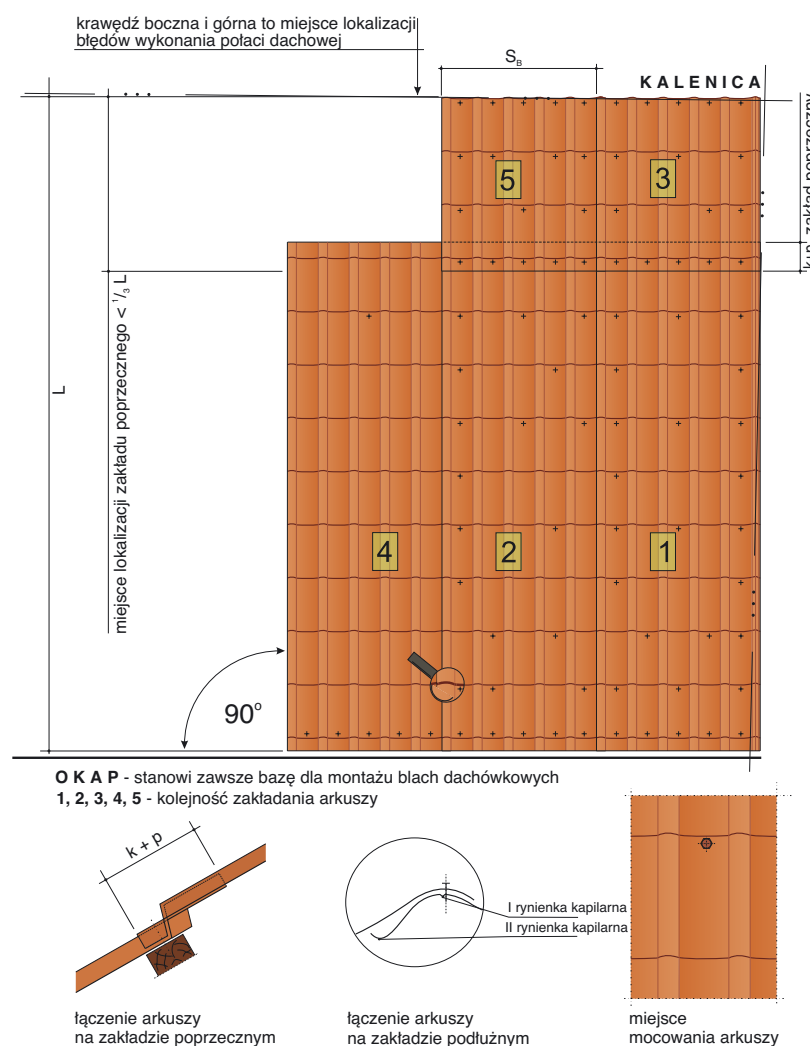 krawędź boczna i górna to miejsce lokalizacji
błędów wykonania połaci dachowej
S_B
KALENICA
k+p zakład poprzeczny
5
3
miejsce lokalizacji zakładu poprzecznego < 1/3 L
L
4
2
1
90°
OKAP - stanowi zawsze bazę dla montażu blach dachówkowych
1, 2, 3, 4, 5 - kolejność zakładania arkuszy
k + p
I rynienka kapilarna
II rynienka kapilarna
łączenie arkuszy
na zakładzie poprzecznym
łączenie arkuszy
na zakładzie podłużnym
miejsce
mocowania arkuszy